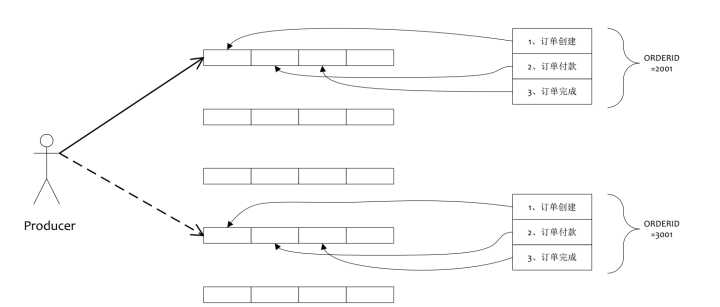 1、订单创建
2、订单付款
3、订单完成
ORDERID
=2001
Producer
1、订单创建
2、订单付款
3、订单完成
ORDERID
=3001